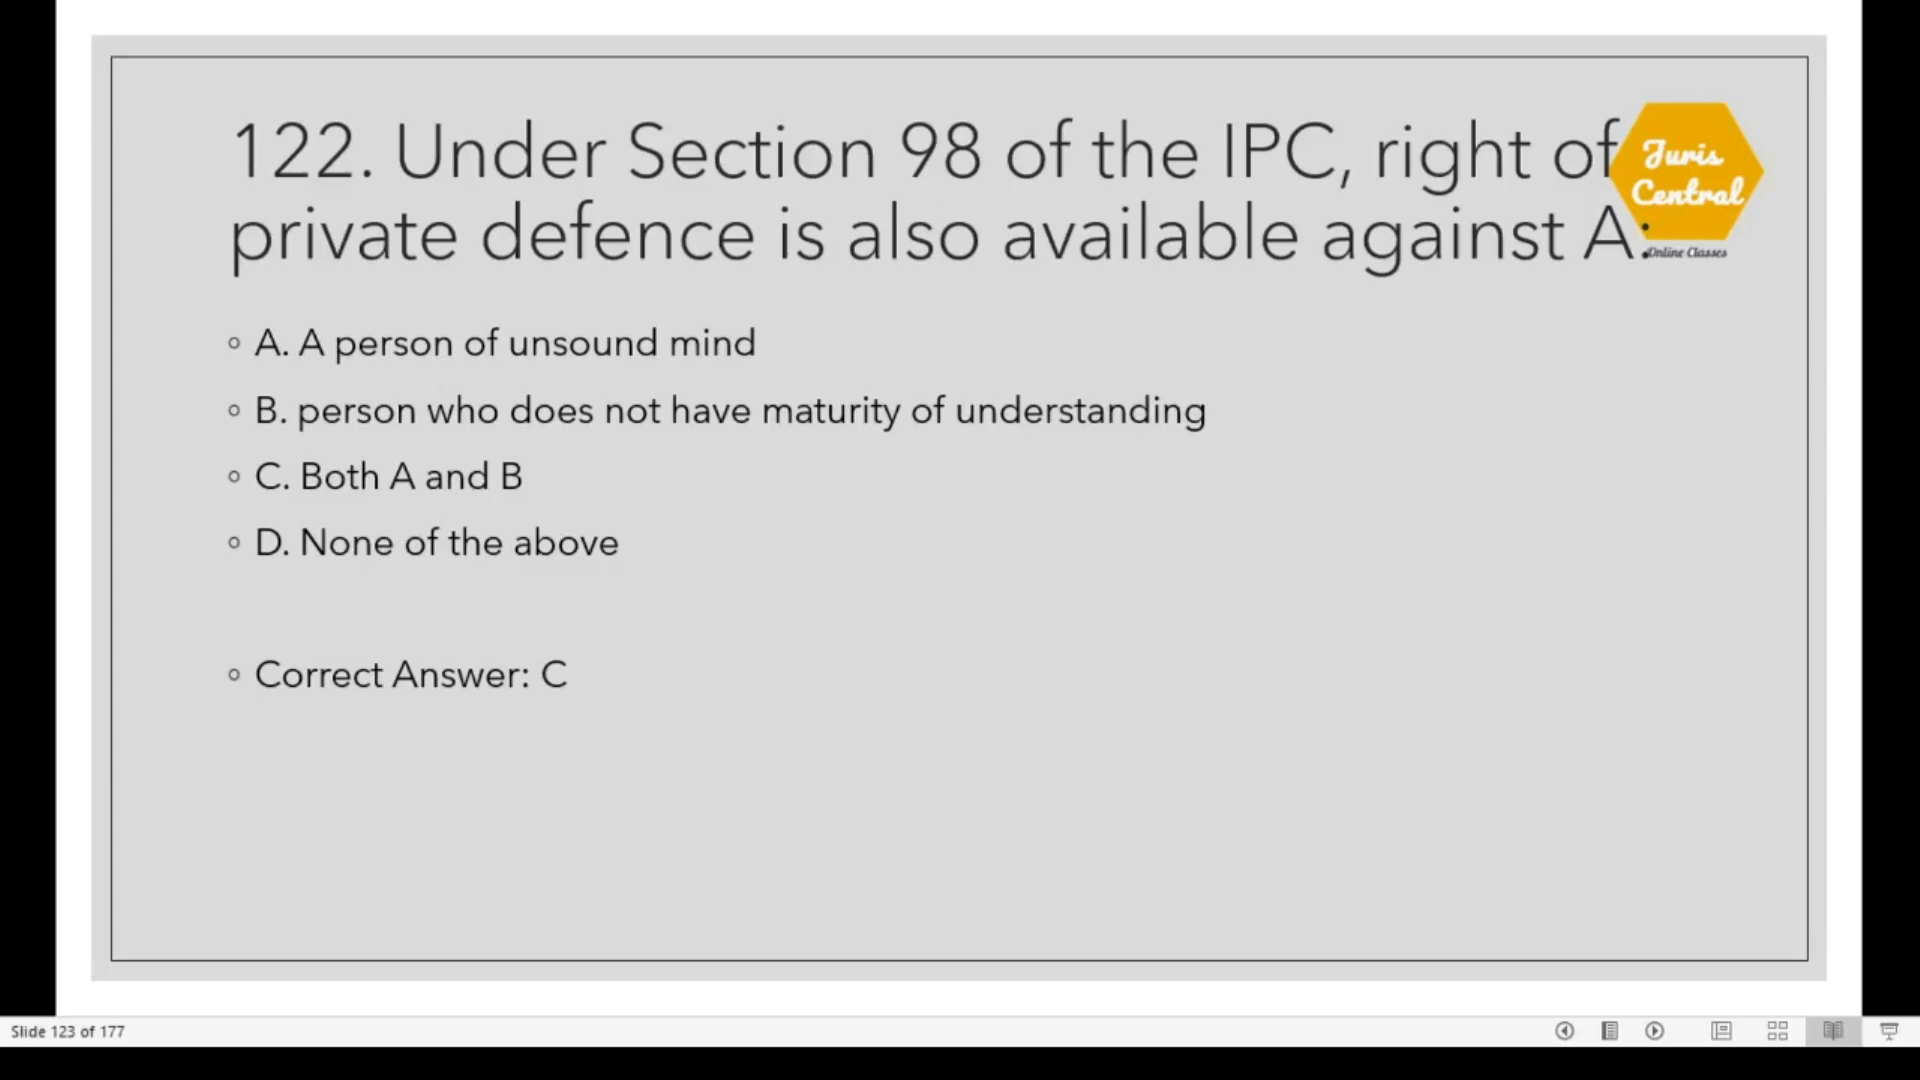 122. Under Section 98 of the IPC, right of
private defence is also available against A:
Juris
Central
Online Classes
A. A person of unsound mind
B. person who does not have maturity of understanding
C. Both A and B
D. None of the above
Correct Answer: C
Slide 123 of 177